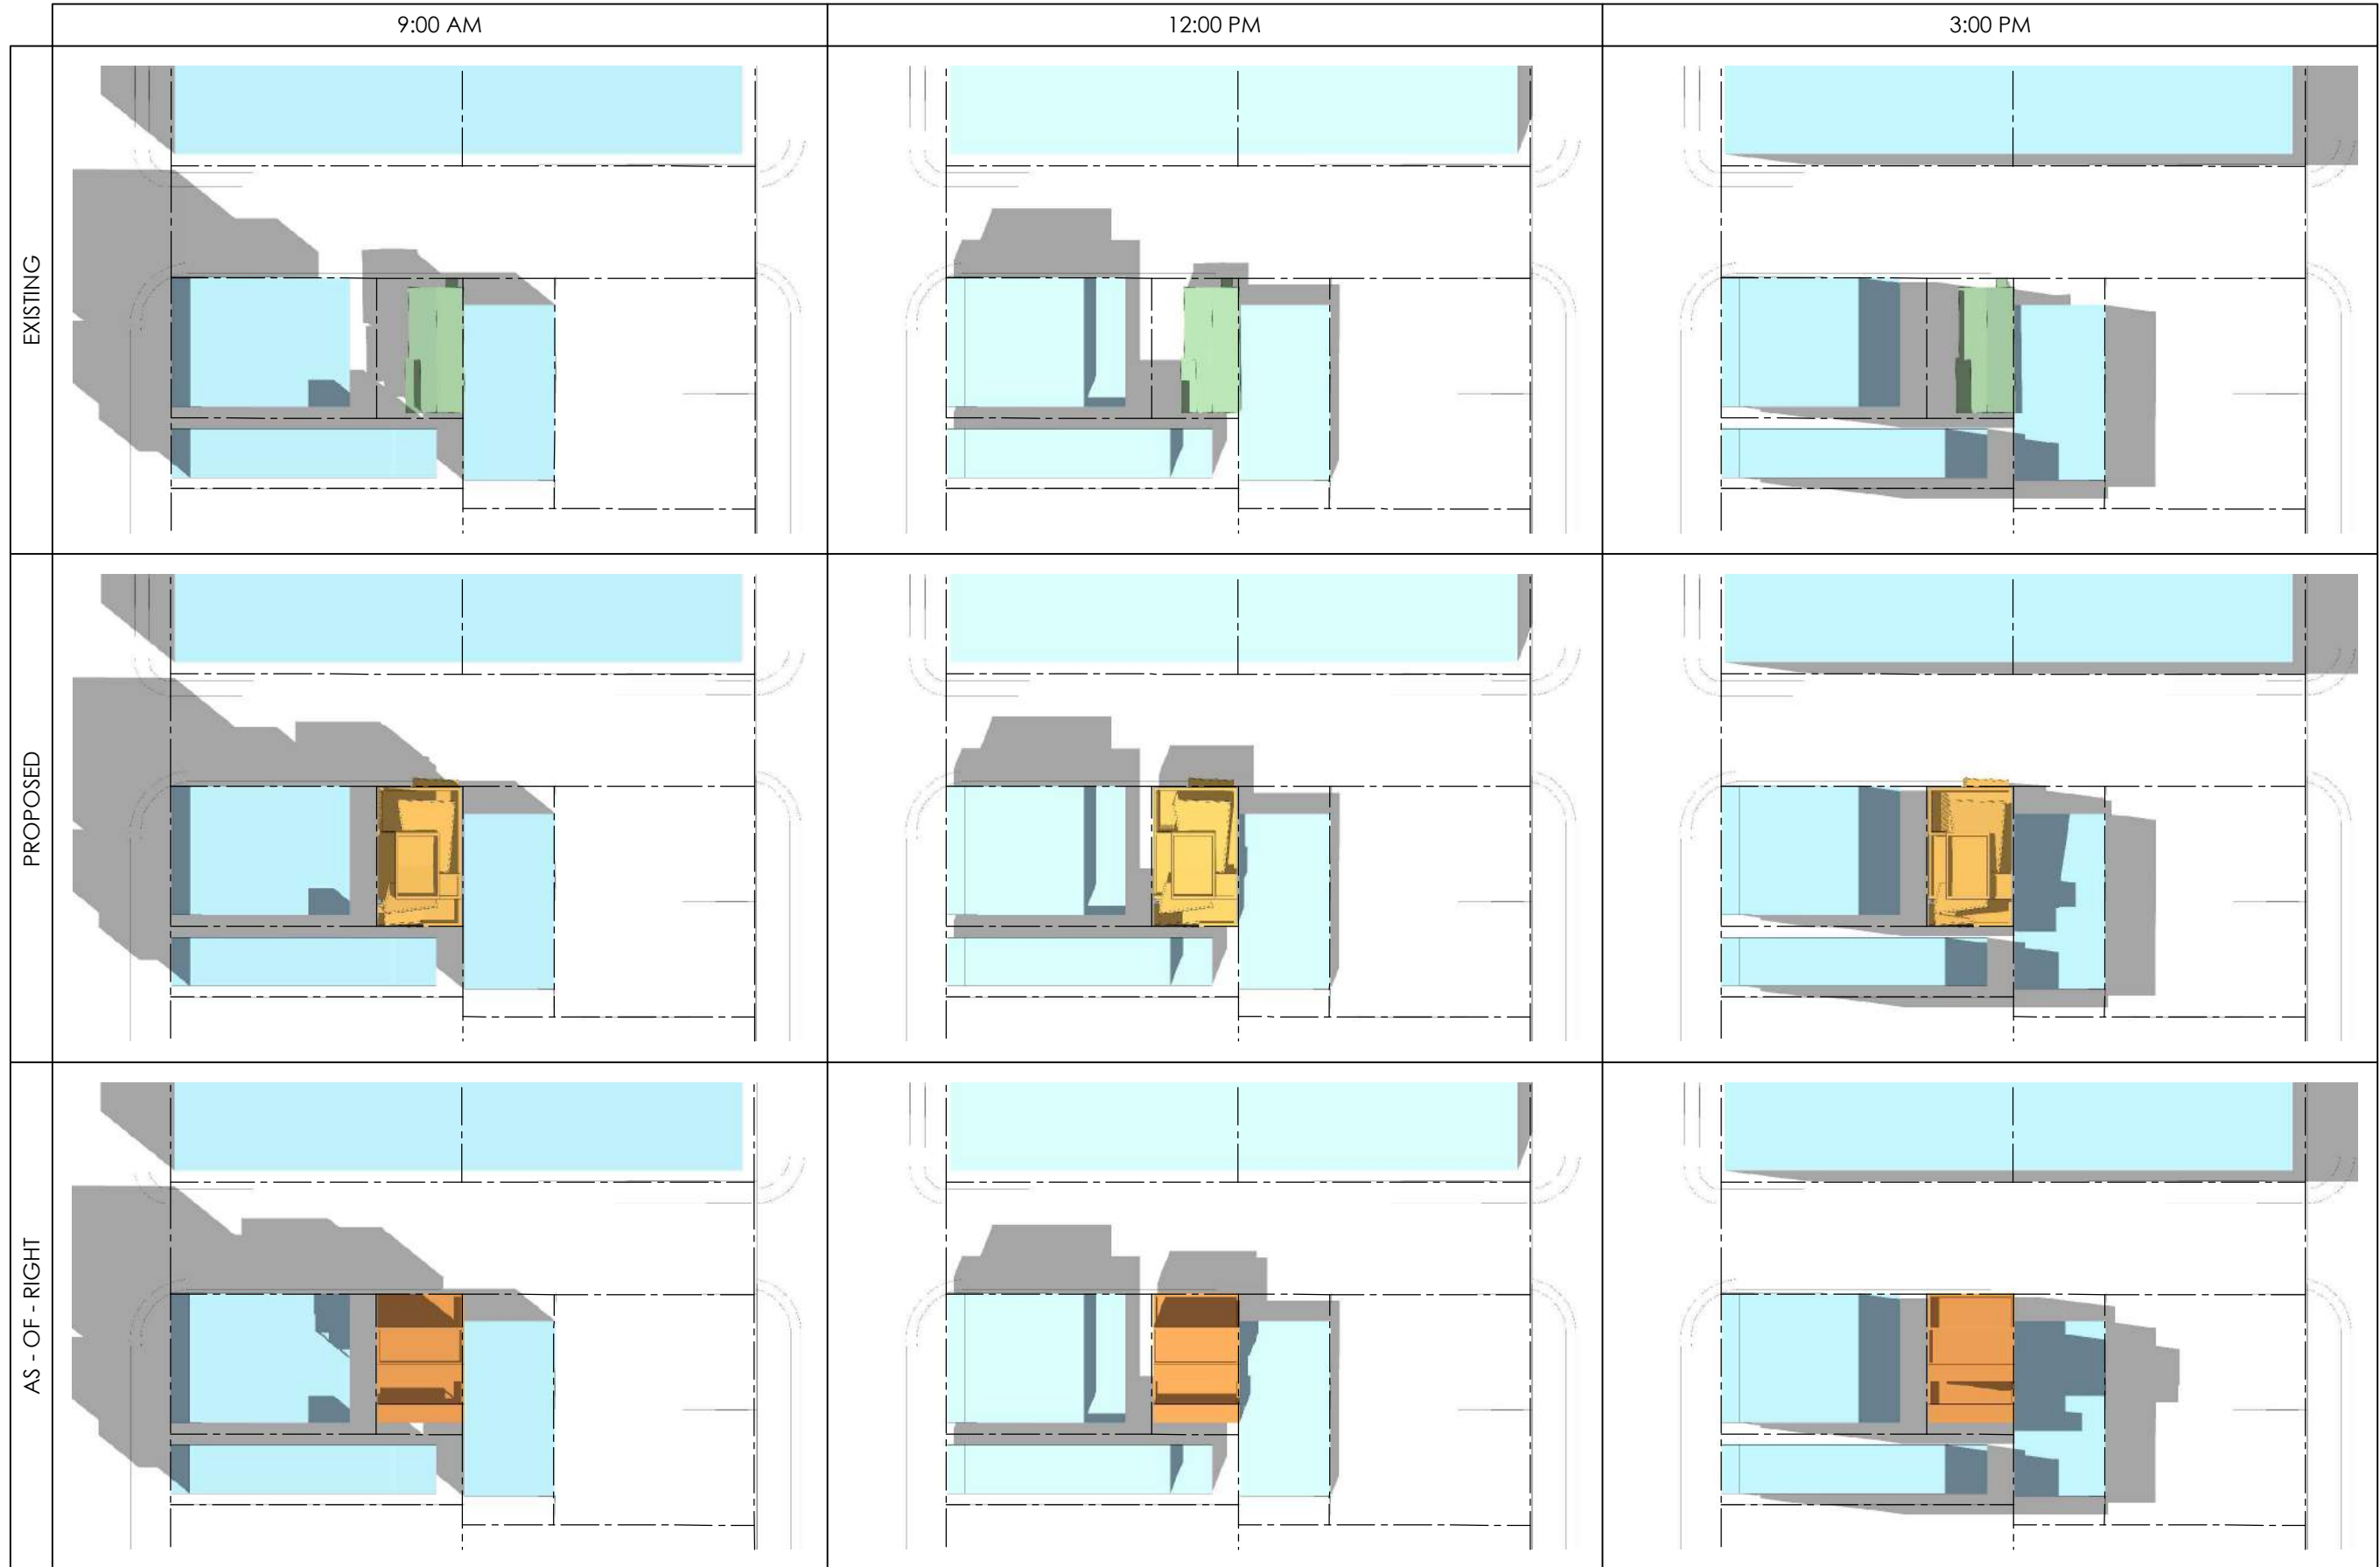 9:00 AM
12:00 PM
3:00 PM
EXISTING
PROPOSED
AS - OF - RIGHT